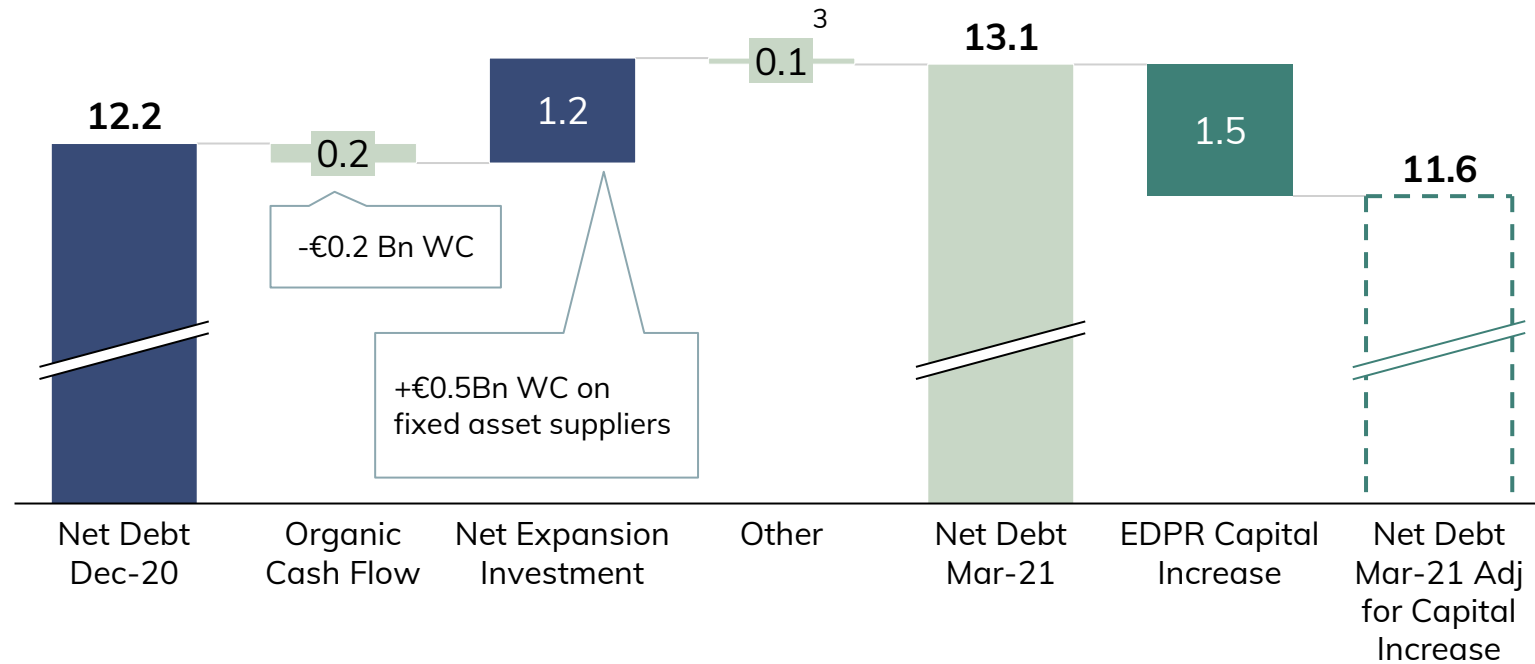 3
13.1
0.1
12.2
1.2
1.5
0.2
11.6
-€0.2 Bn WC
+€0.5Bn WC on
fixed asset suppliers
Net Debt
Dec-20
Organic
Cash Flow
Net Expansion
Investment
Other
Net Debt
Mar-21
EDPR Capital
Increase
Net Debt
Mar-21 Adj
for Capital
Increase